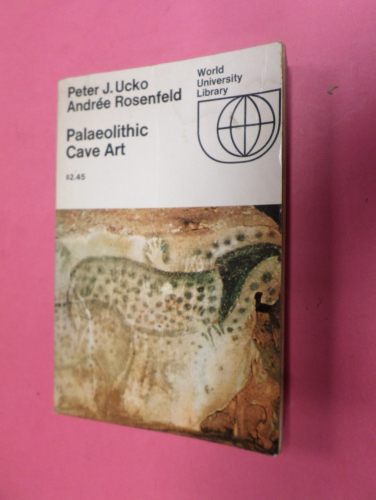 Peter J. Ucko
Andrée Rosenfeld
World
University
Library
Palaeolithic
Cave Art
$2.45